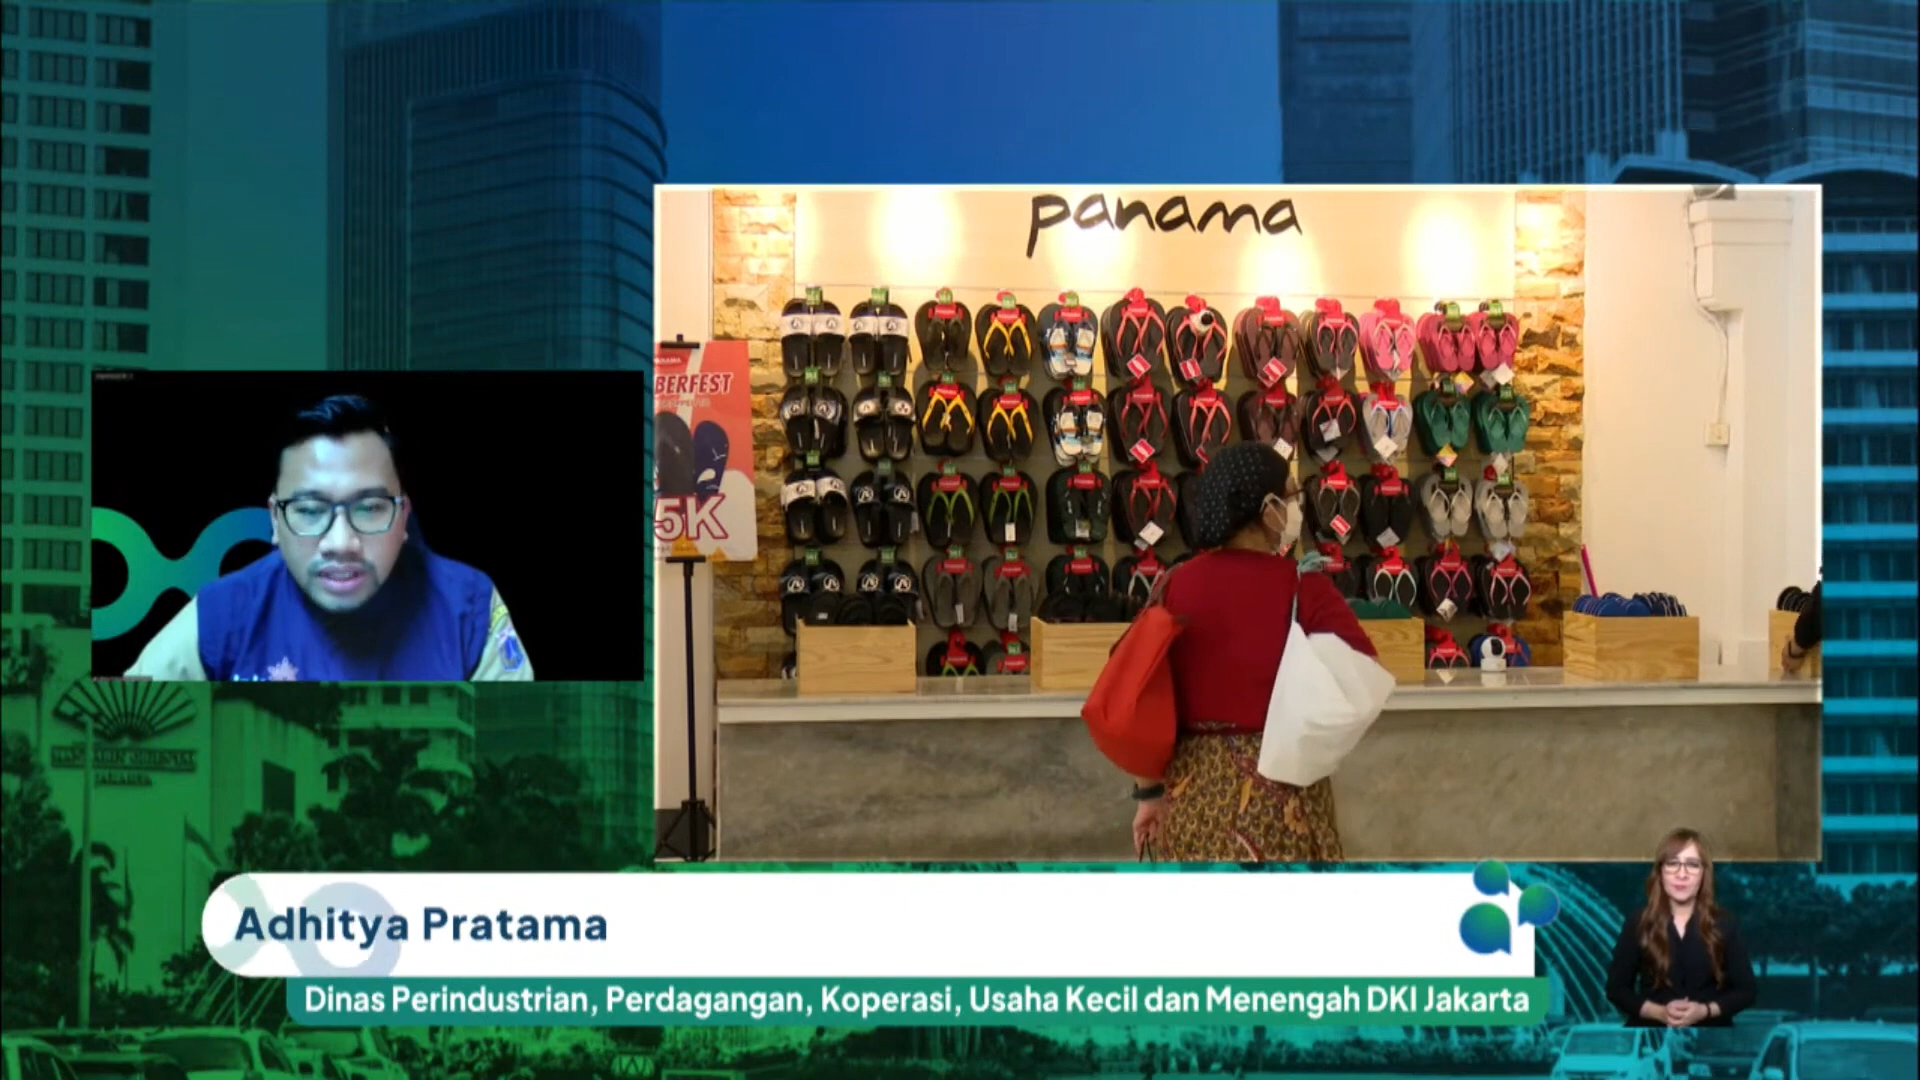 panama
BERFEST
5K
Adhitya Pratama
Dinas Perindustrian, Perdagangan, Koperasi, Usaha Kecil dan Menengah DKI Jakarta